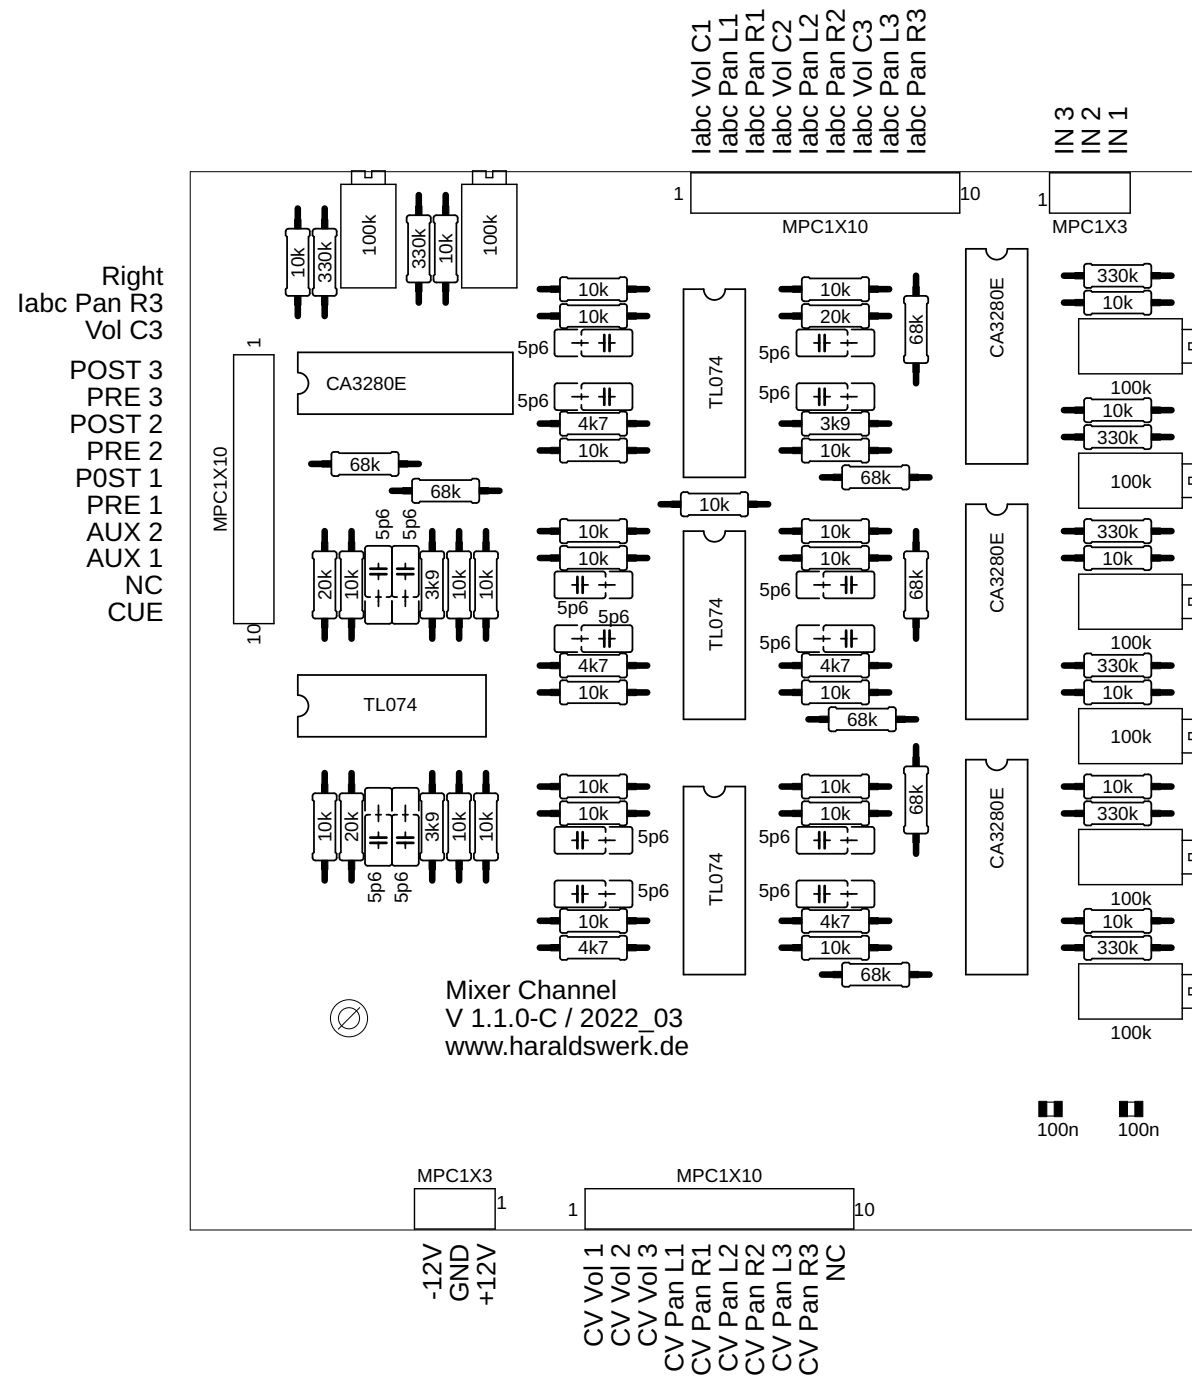 Iabc Vol C1
Iabc Pan L1
Iabc Pan R1
Iabc Vol C2
Iabc Pan L2
Iabc Pan R2
Iabc Vol C3
Iabc Pan L3
Iabc Pan R3
IN 3
IN 2
IN 1
1
10
MPC1X10
1
MPC1X3
Right
Iabc Pan R3
Vol C3
POST 3
PRE 3
POST 2
PRE 2
P0ST 1
PRE 1
AUX 2
AUX 1
NC
CUE
1
MPC1X10
10
10k
330k
100k
330k
10k
100k
CA3280E
68k
68k
5p6
5p6
20k
10k
3k9
10k
10k
TL074
10k
20k
3k9
10k
10k
5p6
5p6
10k
10k
5p6
5p6
4k7
10k
TL074
10k
20k
5p6
5p6
3k9
10k
68k
68k
10k
10k
10k
5p6
5p6
4k7
10k
TL074
10k
10k
5p6
5p6
4k7
10k
68k
68k
10k
10k
5p6
5p6
10k
4k7
TL074
10k
10k
5p6
5p6
4k7
10k
68k
68k
CA3280E
CA3280E
CA3280E
330k
10k
100k
10k
330k
100k
330k
10k
100k
330k
10k
100k
10k
330k
100k
10k
330k
100k
Mixer Channel
V 1.1.0-C / 2022_03
www.haraldswerk.de
100n
100n
MPC1X3
1
MPC1X10
1
10
-12V
GND
+12V
CV Vol 1
CV Vol 2
CV Vol 3
CV Pan L1
CV Pan R1
CV Pan L2
CV Pan R2
CV Pan L3
CV Pan R3
NC